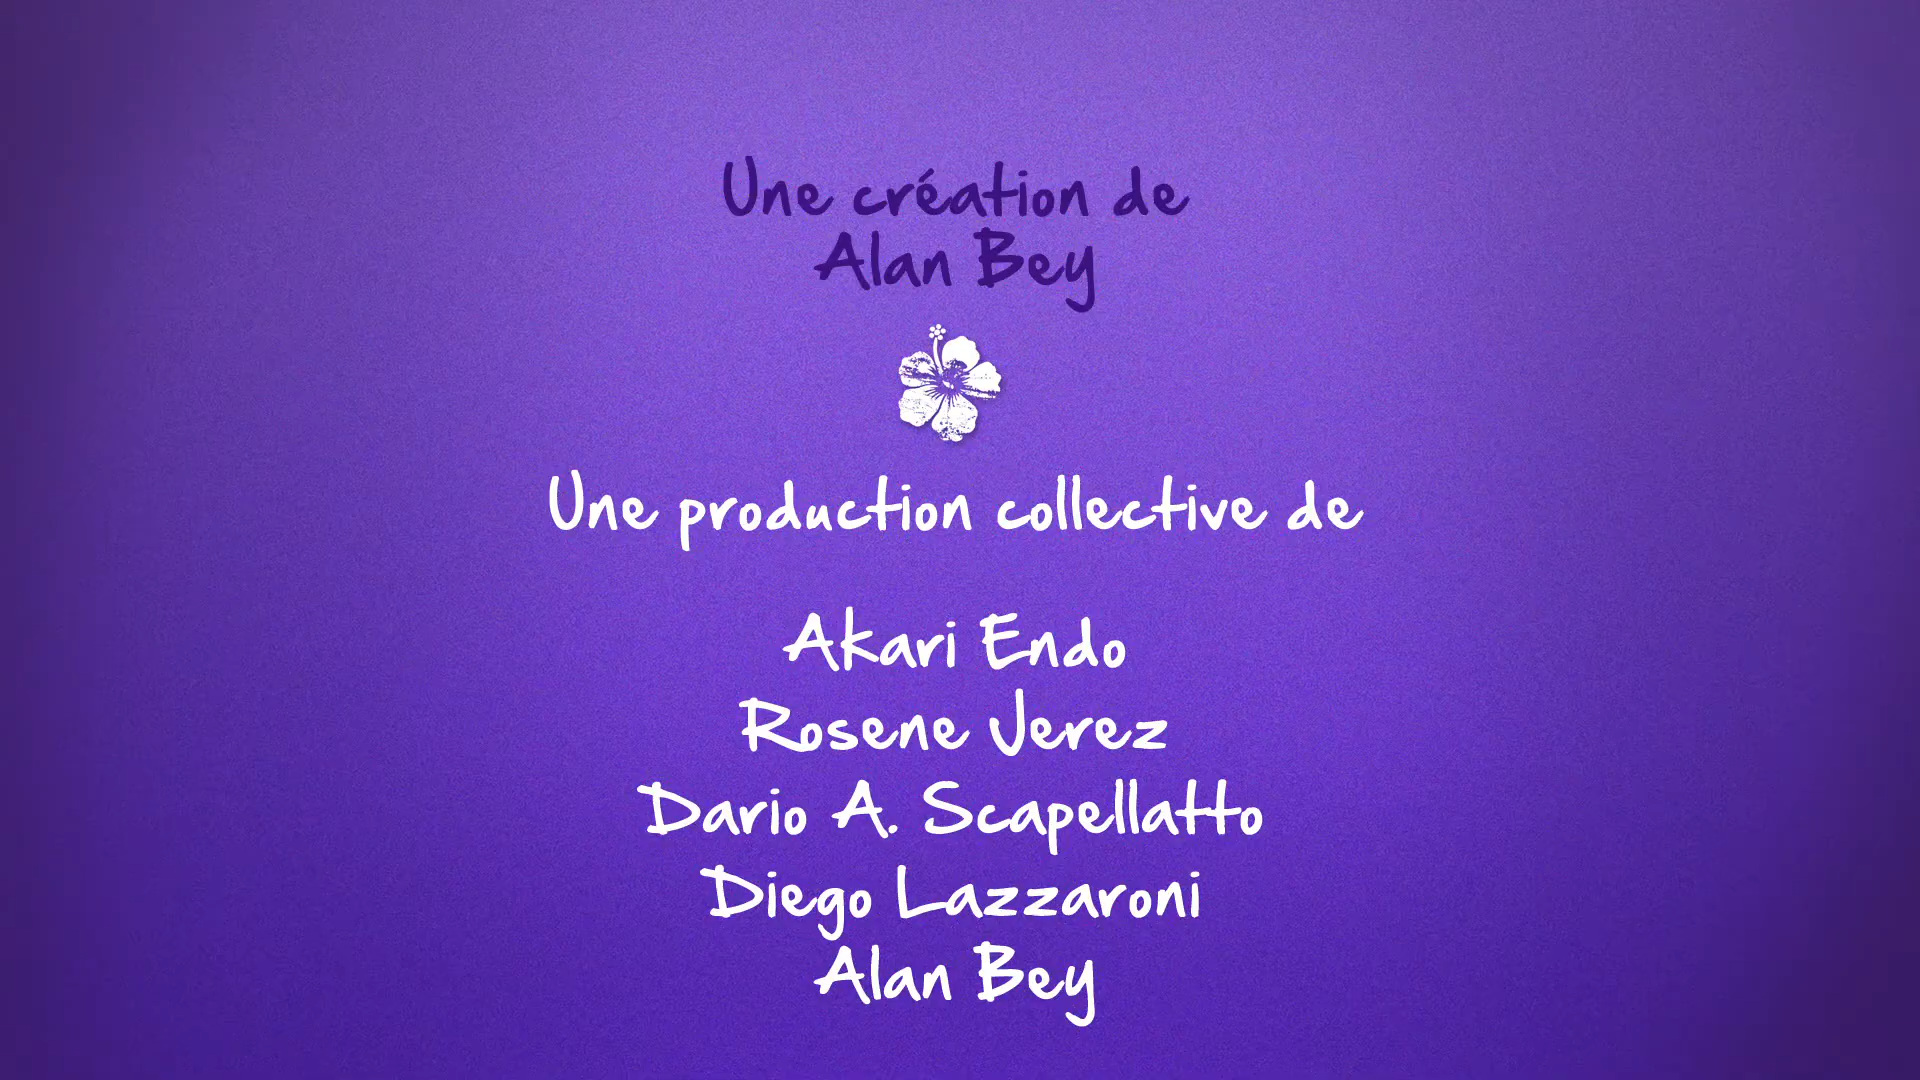 Une création de
Alan Bey
Une production collective de
Akari Endo
Rosene Jerez
Dario A. Scapellatto
Diego Lazzaroni
Alan Bey